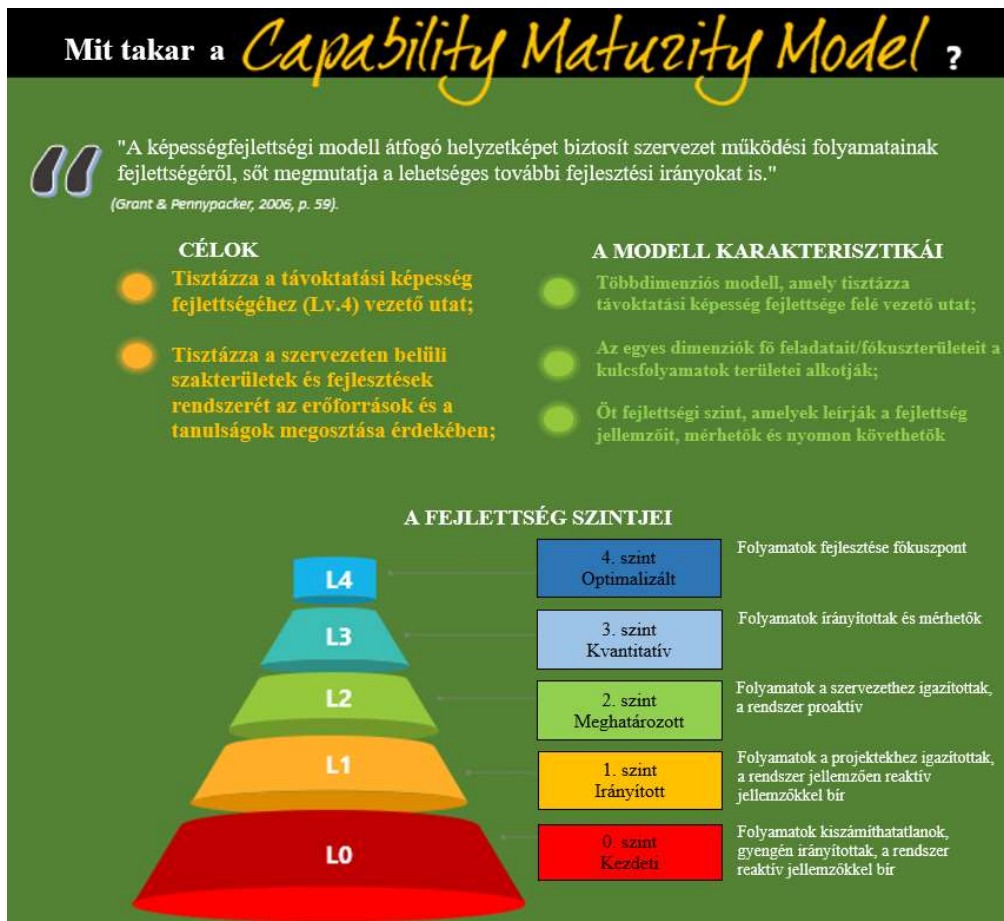 Mit takar a Capability Maturity Model ?
"A képességfejlettségi modell átfogó helyzetképet biztosít szervezet működési folyamatainak
fejlettségéről, sőt megmutatja a lehetséges további fejlesztési irányokat is."
(Grant & Pennypacker, 2006, p. 59).
CÉLOK
Tisztázza a távoktatási képesség
fejlettségéhez (Lv.4) vezető utat;
Tisztázza a szervezeten belüli
szakterületek és fejlesztések
rendszerét az erőforrások és a
tanulságok megosztása érdekében;
A MODELL KARAKTERISZTIKÁI
Többdimenziós modell, amely tisztázza
távoktatási képesség fejlettsége felé vezető utat;
Az egyes dimenziók fő feladatait/fókuszterületeit a
kulcsfolyamatok területei alkotják;
Öt fejlettségi szint, amelyek leírják a fejlettség
jellemzőit, mérhetők és nyomon követhetők
A FEJLETTSÉG SZINTJEI
L4
4. szint
Optimalizált
Folyamatok fejlesztése fókuszpont
L3
3. szint
Kvantitatív
Folyamatok irányítottak és mérhetők
L2
2. szint
Meghatározott
Folyamatok a szervezethez igazítottak,
a rendszer proaktív
L1
1. szint
Irányított
Folyamatok a projektekhez igazítottak,
a rendszer jellemzően reaktív
jellemzőkkel bír
L0
0. szint
Kezdeti
Folyamatok kiszámíthatatlanok,
gyengén irányítottak, a rendszer
reaktív jellemzőkkel bír